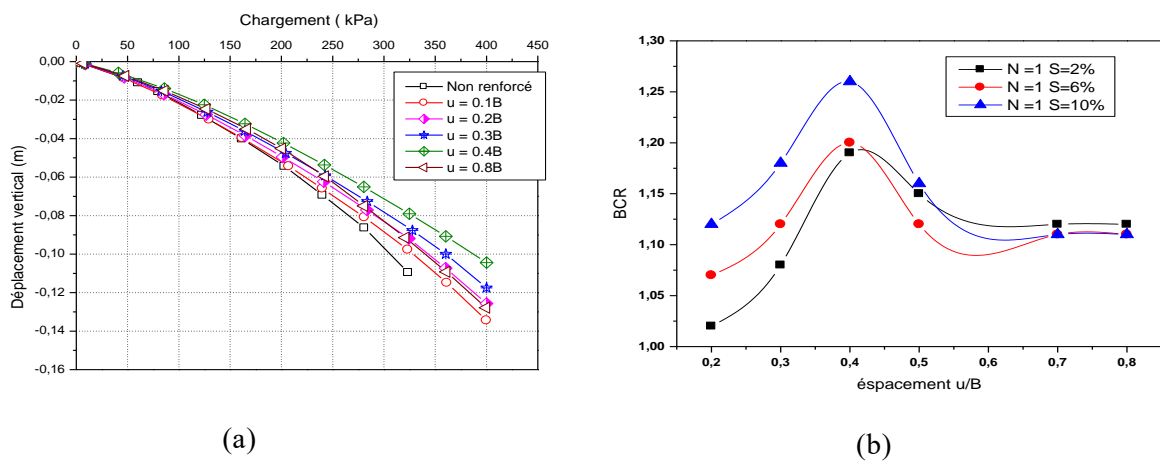 Chargement ( kPa)
0 50 100 150 200 250 300 350 400 450
0,00
-0,02
-0,04
-0,06
-0,08
-0,10
-0,12
-0,14
-0,16
Déplacement vertical (m)
Non renforcé
u = 0.1B
u = 0.2B
u = 0.3B
u = 0.4B
u = 0.8B
(a)
1,30
1,25
1,20
1,15
1,10
1,05
1,00
BCR
N =1 S=2%
N =1 S=6%
N =1 S=10%
0,2 0,3 0,4 0,5 0,6 0,7 0,8
éspacement u/B
(b)